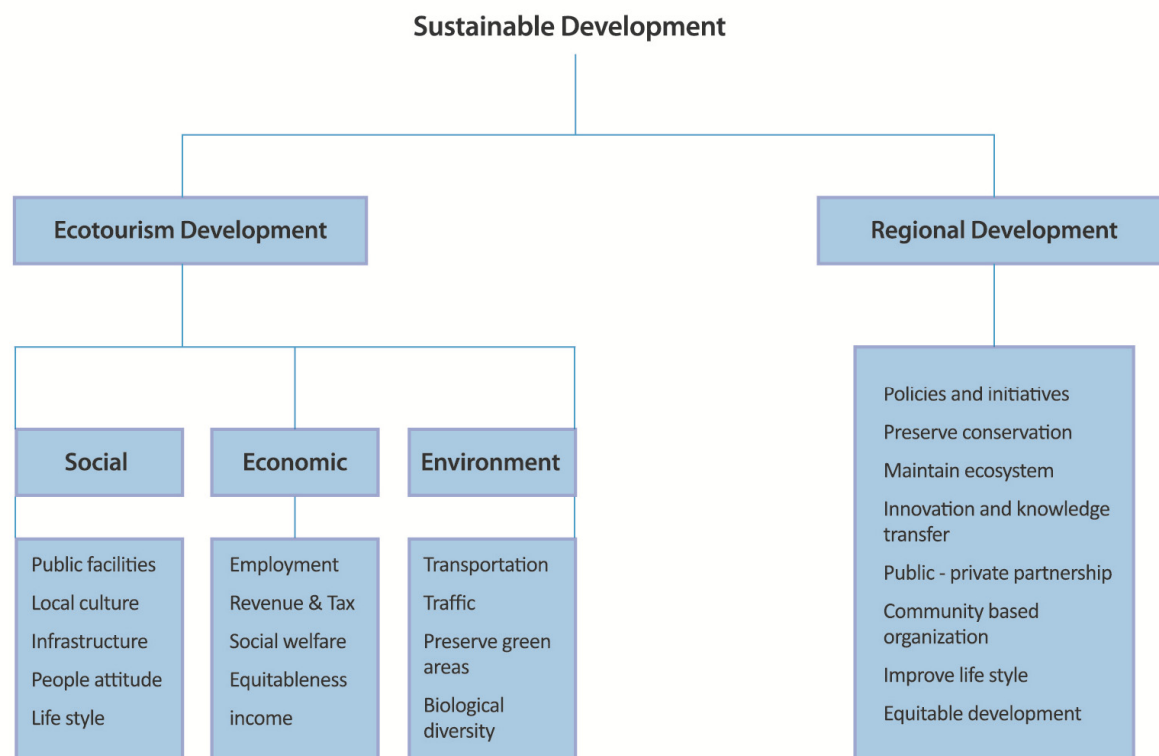 Sustainable Development
Ecotourism Development
Regional Development
Social
Economic
Environment
Public facilities
Local culture
Infrastructure
People attitude
Life style
Employment
Revenue & Tax
Social welfare
Equitableness
income
Transportation
Traffic
Preserve green
areas
Biological
diversity
Policies and initiatives
Preserve conservation
Maintain ecosystem
Innovation and knowledge
transfer
Public - private partnership
Community based
organization
Improve life style
Equitable development